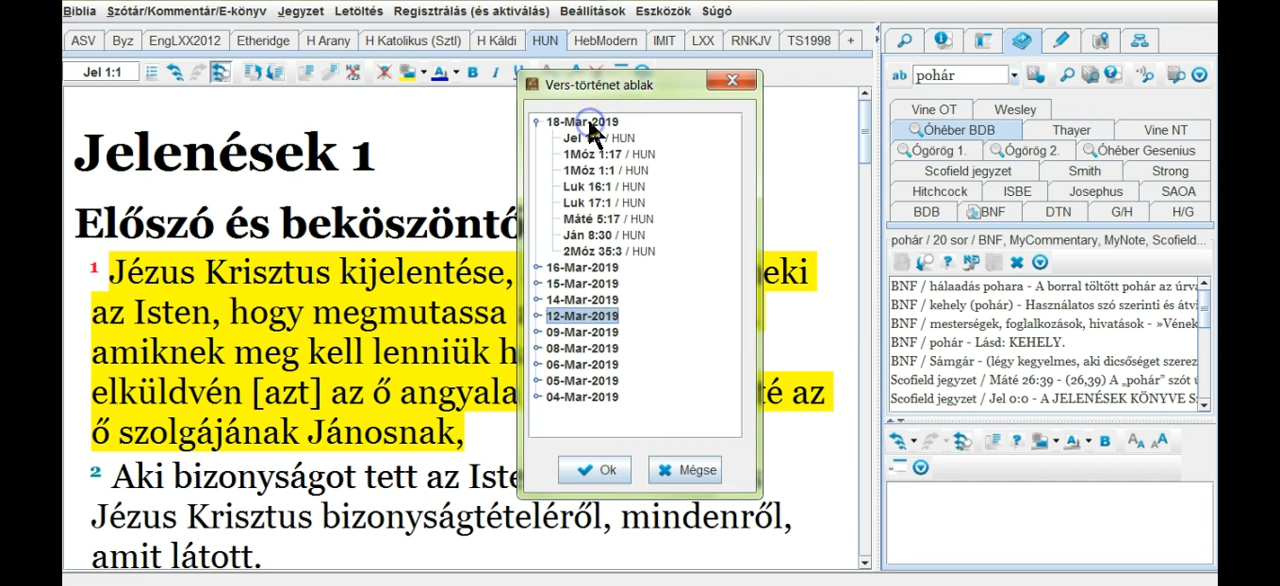 Biblia Szótár/Kommentár/E-könyv Jegyzet Letöltés Regisztrálás (és aktiválás) Beállítások Eszközök Súgó
ASV Byz EngLXX2012 Etheridge H Arany H Katolikus (SztI) H Káldi HUN HebModern IMIT LXX RNKJV TS1998 +
Jel 1:1
ab pohár
Vine OT Wesley
Óhéber BDB Thayer Vine NT
Ógörög 1. Ógörög 2. Óhéber Gesenius
Scofield jegyzet Smith Strong
Hitchcock ISBE Josephus SAOA
BDB BNF DTN G/H H/G
pohár / 20 sor / BNF, MyCommentary, MyNote, Scofield...
BNF / hálaadás pohara - A borral töltött pohár az úrva
BNF / kehely (pohár) - Használatos szó szerinti és átv
BNF / mesterségek, foglalkozások, hivatások - »Vének
BNF / pohár - Lásd: KEHELY.
BNF / Sámgár - (légy kegyelmes, aki dicsőséget szerez
Scofield jegyzet / Máté 26:39 - (26,39) A „pohár” szót
Scofield jegyzet / Jel 0:0 - A JELENÉSEK KÖNYVE
Vers-történet ablak
18-Mar-2019
Jel / HUN
1Móz 1:17 / HUN
1Móz 1:1 / HUN
Luk 16:1 / HUN
Luk 17:1 / HUN
Máté 5:17 / HUN
Ján 8:30 / HUN
2Móz 35:3 / HUN
16-Mar-2019
15-Mar-2019
14-Mar-2019
12-Mar-2019
09-Mar-2019
08-Mar-2019
06-Mar-2019
05-Mar-2019
04-Mar-2019
Ok Mégse
Jelenések 1
Előszó és beköszöntő
1 Jézus Krisztus kijelentése, eki
az Isten, hogy megmutassa
amiknek meg kell lenniük
elküldvén [azt] az ő angyala té az
ő szolgájának Jánosnak,
2 Aki bizonyságot tett az Iste
Jézus Krisztus bizonyságtételéről, mindenről,
amit látott.